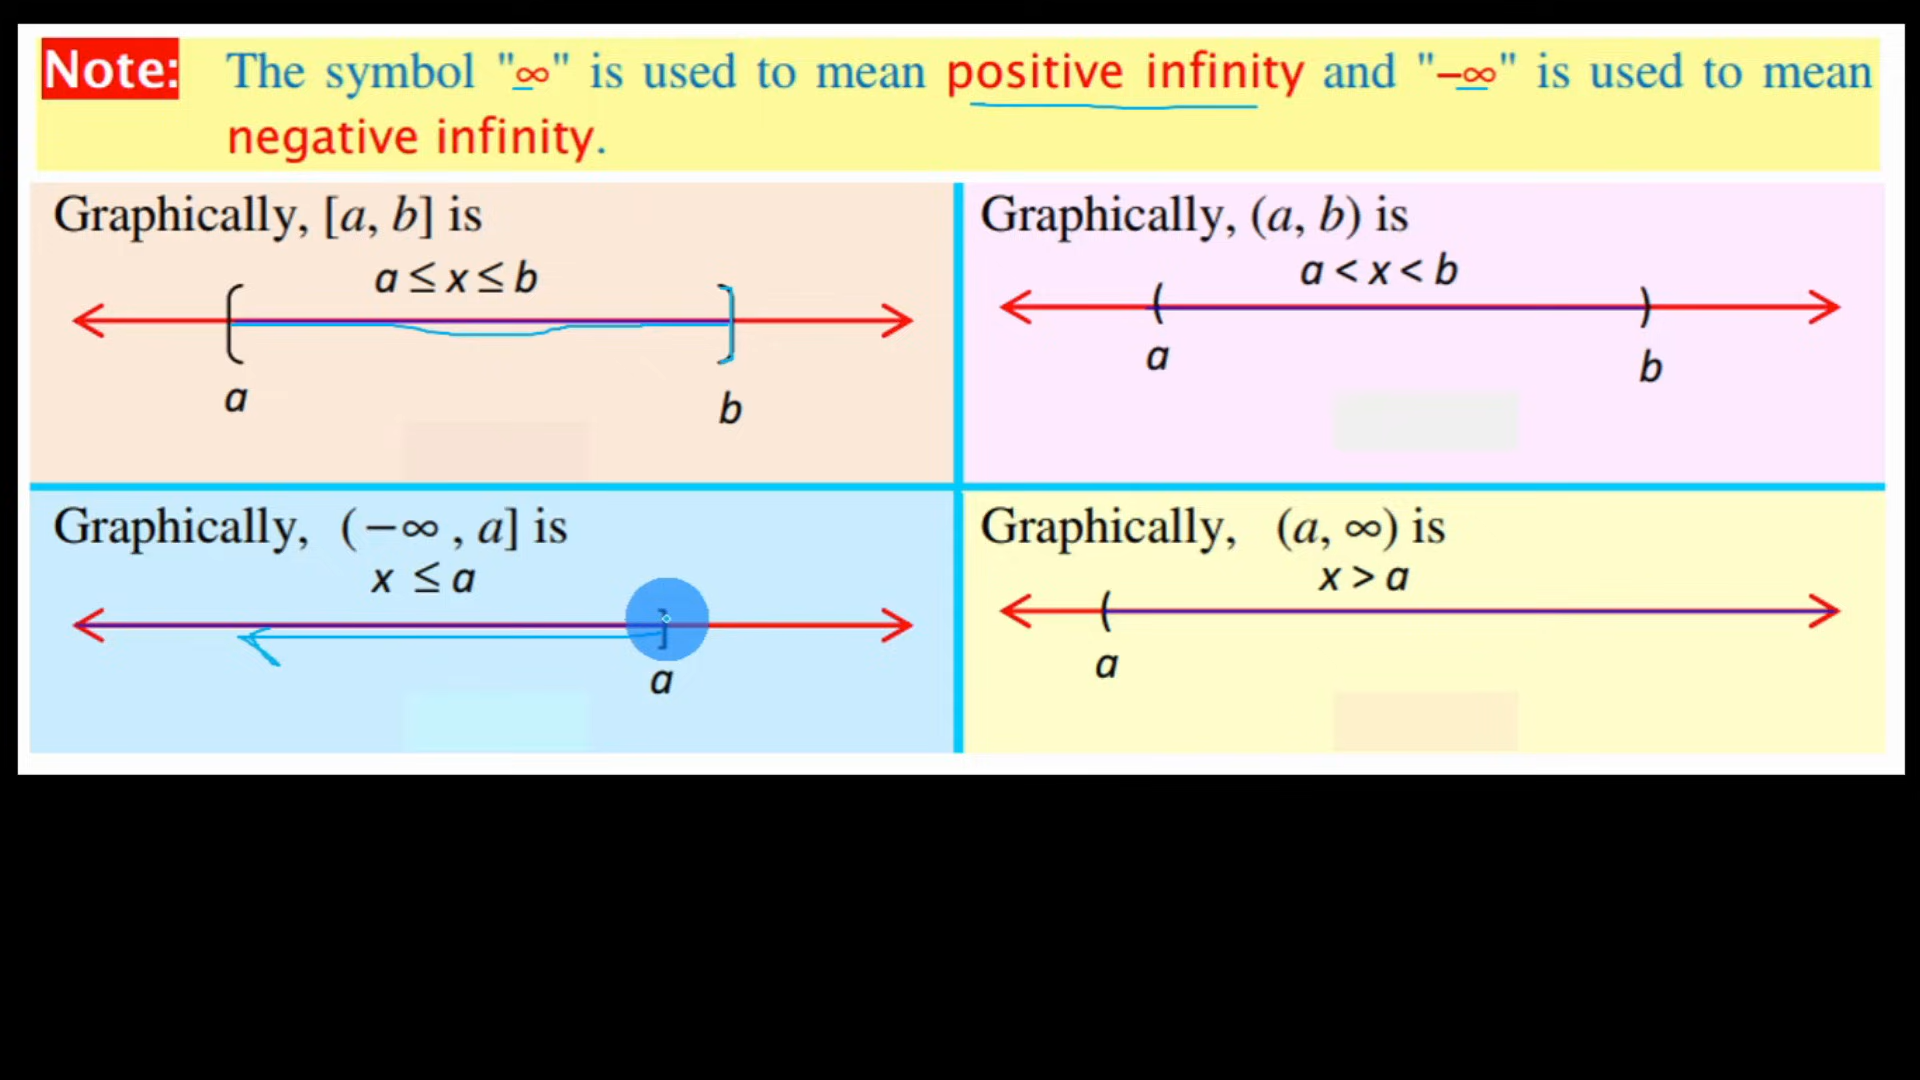 Note: The symbol "∞" is used to mean positive infinity and "−∞" is used to mean
negative infinity.
Graphically, [a, b] is
a ≤ x ≤ b
[ ]
a b
Graphically, (a, b) is
a < x < b
( )
a b
Graphically, (−∞ , a] is
x ≤ a
]
a
Graphically, (a, ∞) is
x > a
(
a